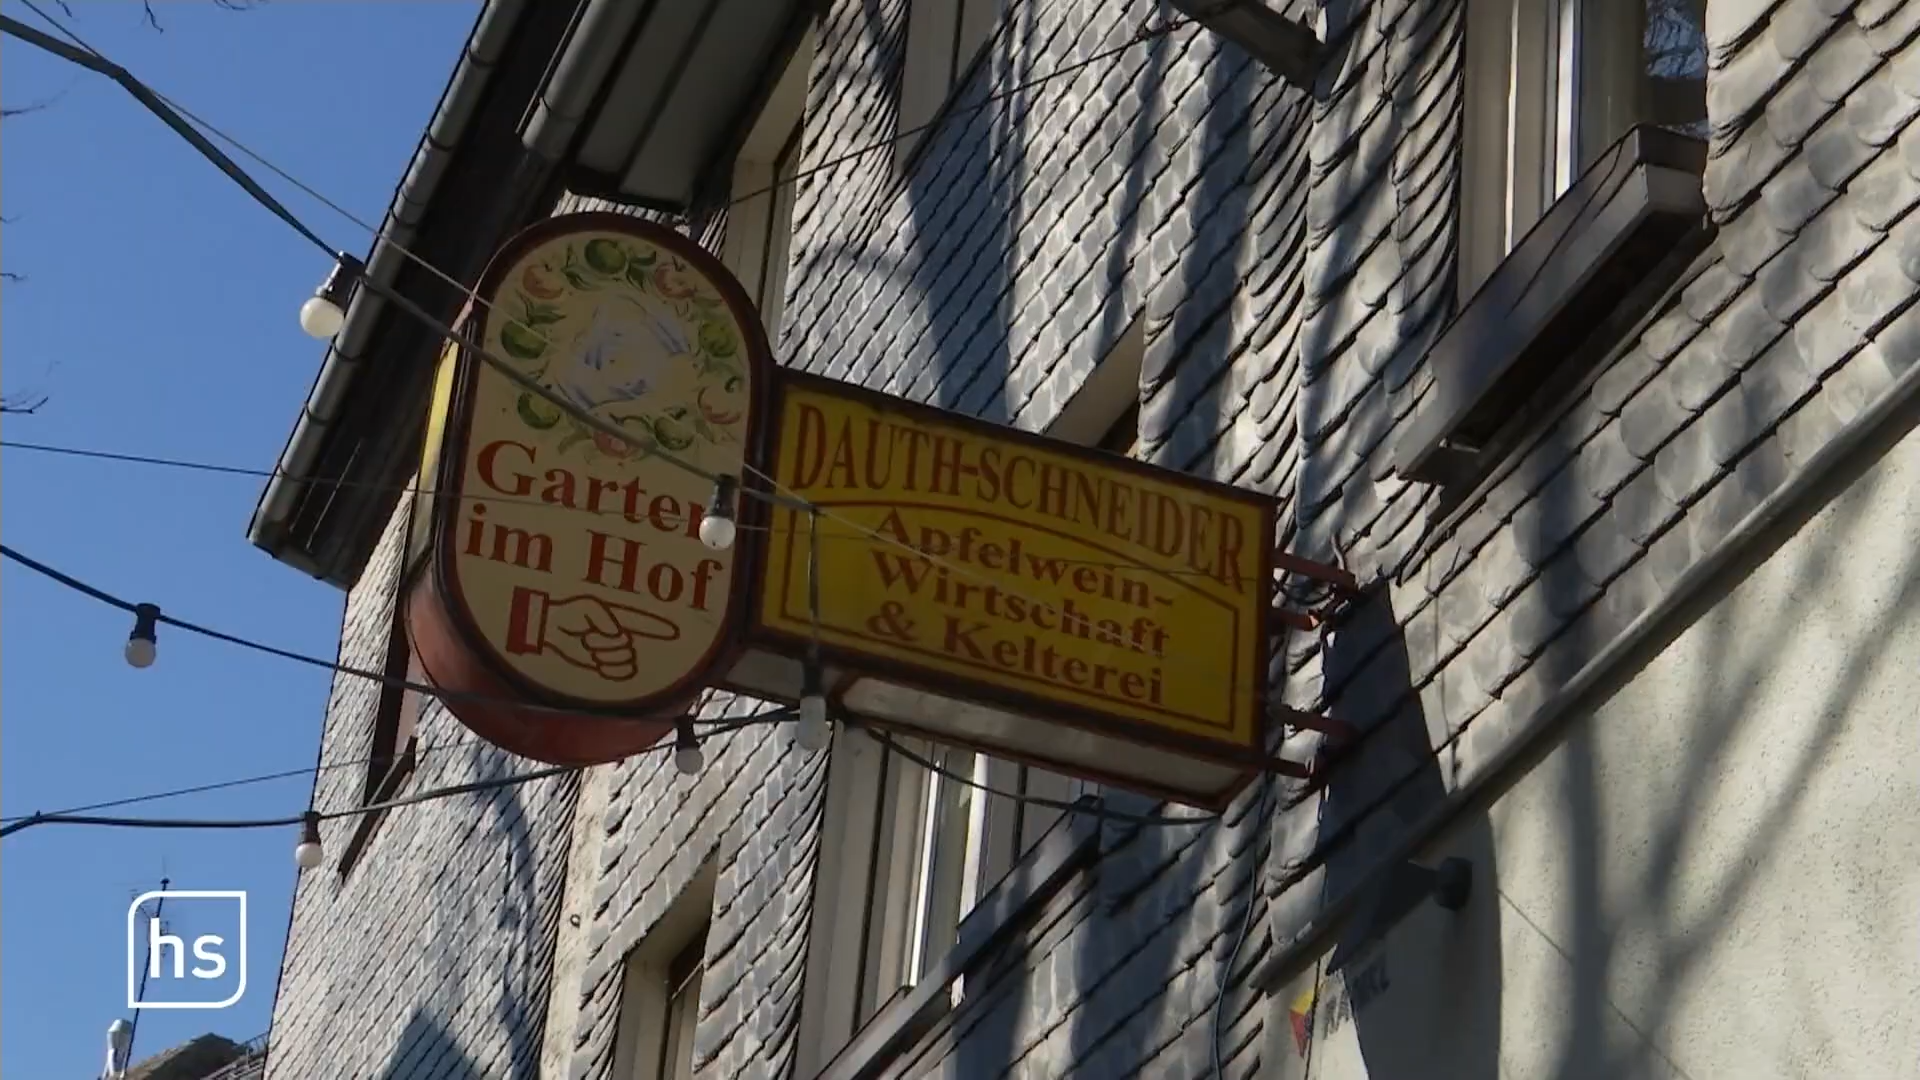 Garten
im Hof
DAUTH-SCHNEIDER
Apfelwein-
Wirtschaft
& Kelterei
hs